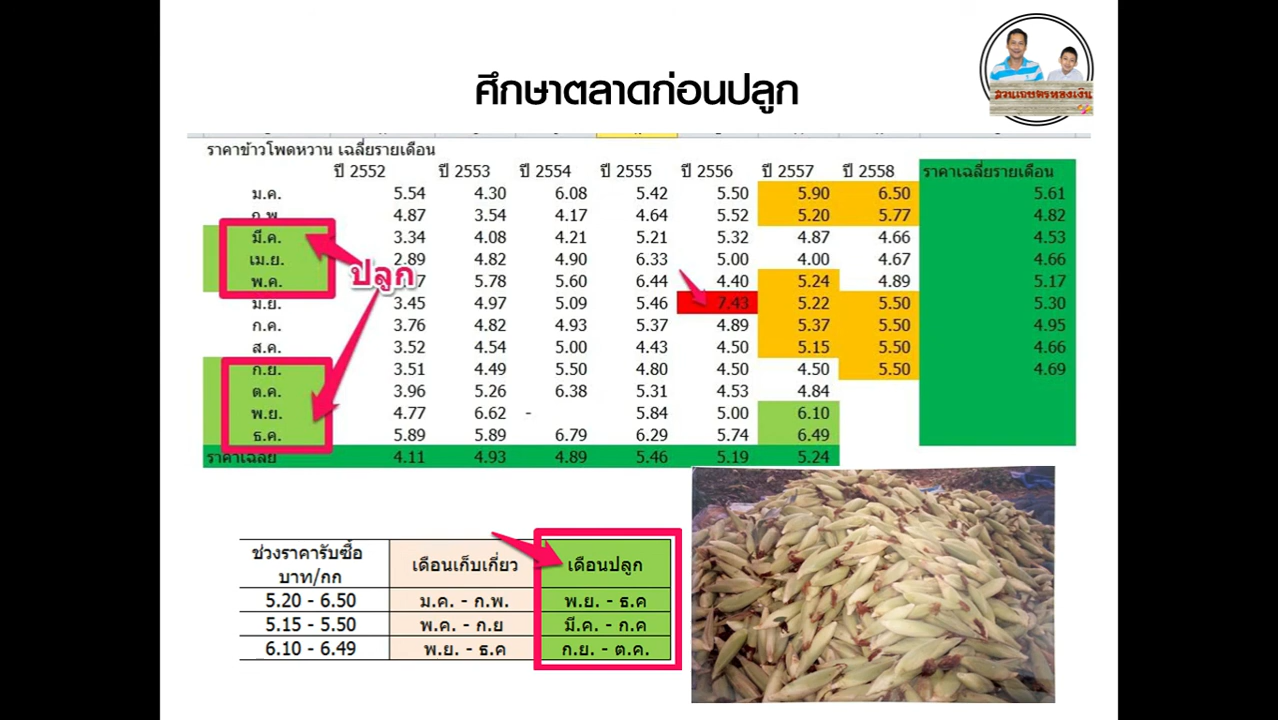 ศึกษาตลาดก่อนปลูก
สวนเกษตรทองเงิน
ราคาข้าวโพดหวาน เฉลี่ยรายเดือน
ปี 2552 ปี 2553 ปี 2554 ปี 2555 ปี 2556 ปี 2557 ปี 2558 ราคาเฉลี่ยรายเดือน
ม.ค. 5.54 4.30 6.08 5.42 5.50 5.90 6.50 5.61
ก.พ. 4.87 3.54 4.17 4.64 5.52 5.20 5.77 4.82
มี.ค. 3.34 4.08 4.21 5.21 5.32 4.87 4.66 4.53
เม.ย. 2.89 4.82 4.90 6.33 5.00 4.00 4.67 4.66
ปลูก
พ.ค. 5.78 5.60 6.44 4.40 5.24 4.89 5.17
มิ.ย. 3.45 4.97 5.09 5.46 7.43 5.22 5.50 5.30
ก.ค. 3.76 4.82 4.93 5.37 4.89 5.37 5.50 4.95
ส.ค. 3.52 4.54 5.00 4.43 4.50 5.15 5.50 4.66
ก.ย. 3.51 4.49 5.50 4.80 4.50 4.50 5.50 4.69
ต.ค. 3.96 5.26 6.38 5.31 4.53 4.84
พ.ย. 4.77 6.62 - 5.84 5.00 6.10
ธ.ค. 5.89 5.89 6.79 6.29 5.74 6.49
ราคาเฉลี่ย 4.11 4.93 4.89 5.46 5.19 5.24
ช่วงราคารับซื้อ บาท/กก เดือนเก็บเกี่ยว เดือนปลูก
5.20 - 6.50 ม.ค. - ก.พ. พ.ย. - ธ.ค
5.15 - 5.50 พ.ค. - ก.ย มี.ค. - ก.ค
6.10 - 6.49 พ.ย. - ธ.ค ก.ย. - ต.ค.